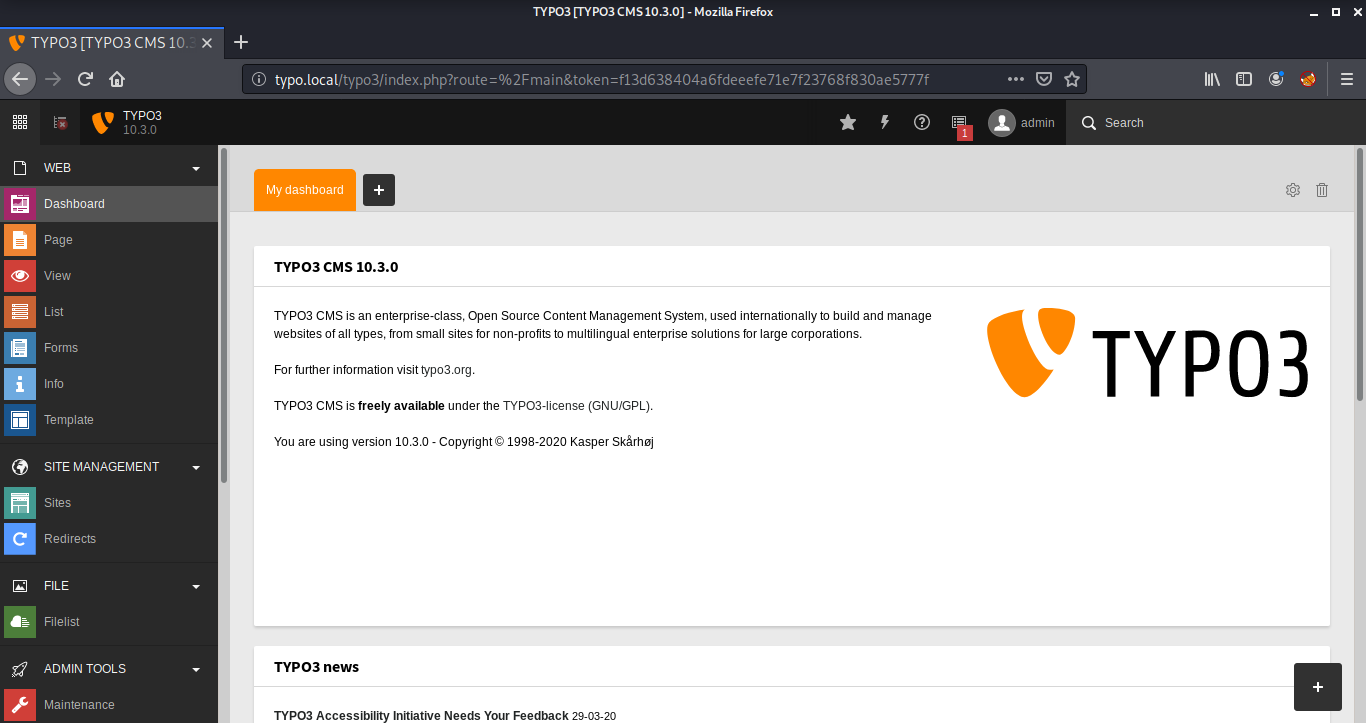 TYPO3 [TYPO3 CMS 10.3.0] - Mozilla Firefox
TYPO3 [TYPO3 CMS 10.3
typo.local/typo3/index.php?route=%2Fmain&token=f13d638404a6fdeeefe71e7f23768f830ae5777f
TYPO3
10.3.0
1
admin
Search
WEB
Dashboard
Page
View
List
Forms
Info
Template
SITE MANAGEMENT
Sites
Redirects
FILE
Filelist
ADMIN TOOLS
Maintenance
My dashboard
TYPO3 CMS 10.3.0
TYPO3 CMS is an enterprise-class, Open Source Content Management System, used internationally to build and manage
websites of all types, from small sites for non-profits to multilingual enterprise solutions for large corporations.
For further information visit typo3.org.
TYPO3 CMS is freely available under the TYPO3-license (GNU/GPL).
You are using version 10.3.0 - Copyright © 1998-2020 Kasper Skårhøj
TYPO3
TYPO3 news
TYPO3 Accessibility Initiative Needs Your Feedback 29-03-20